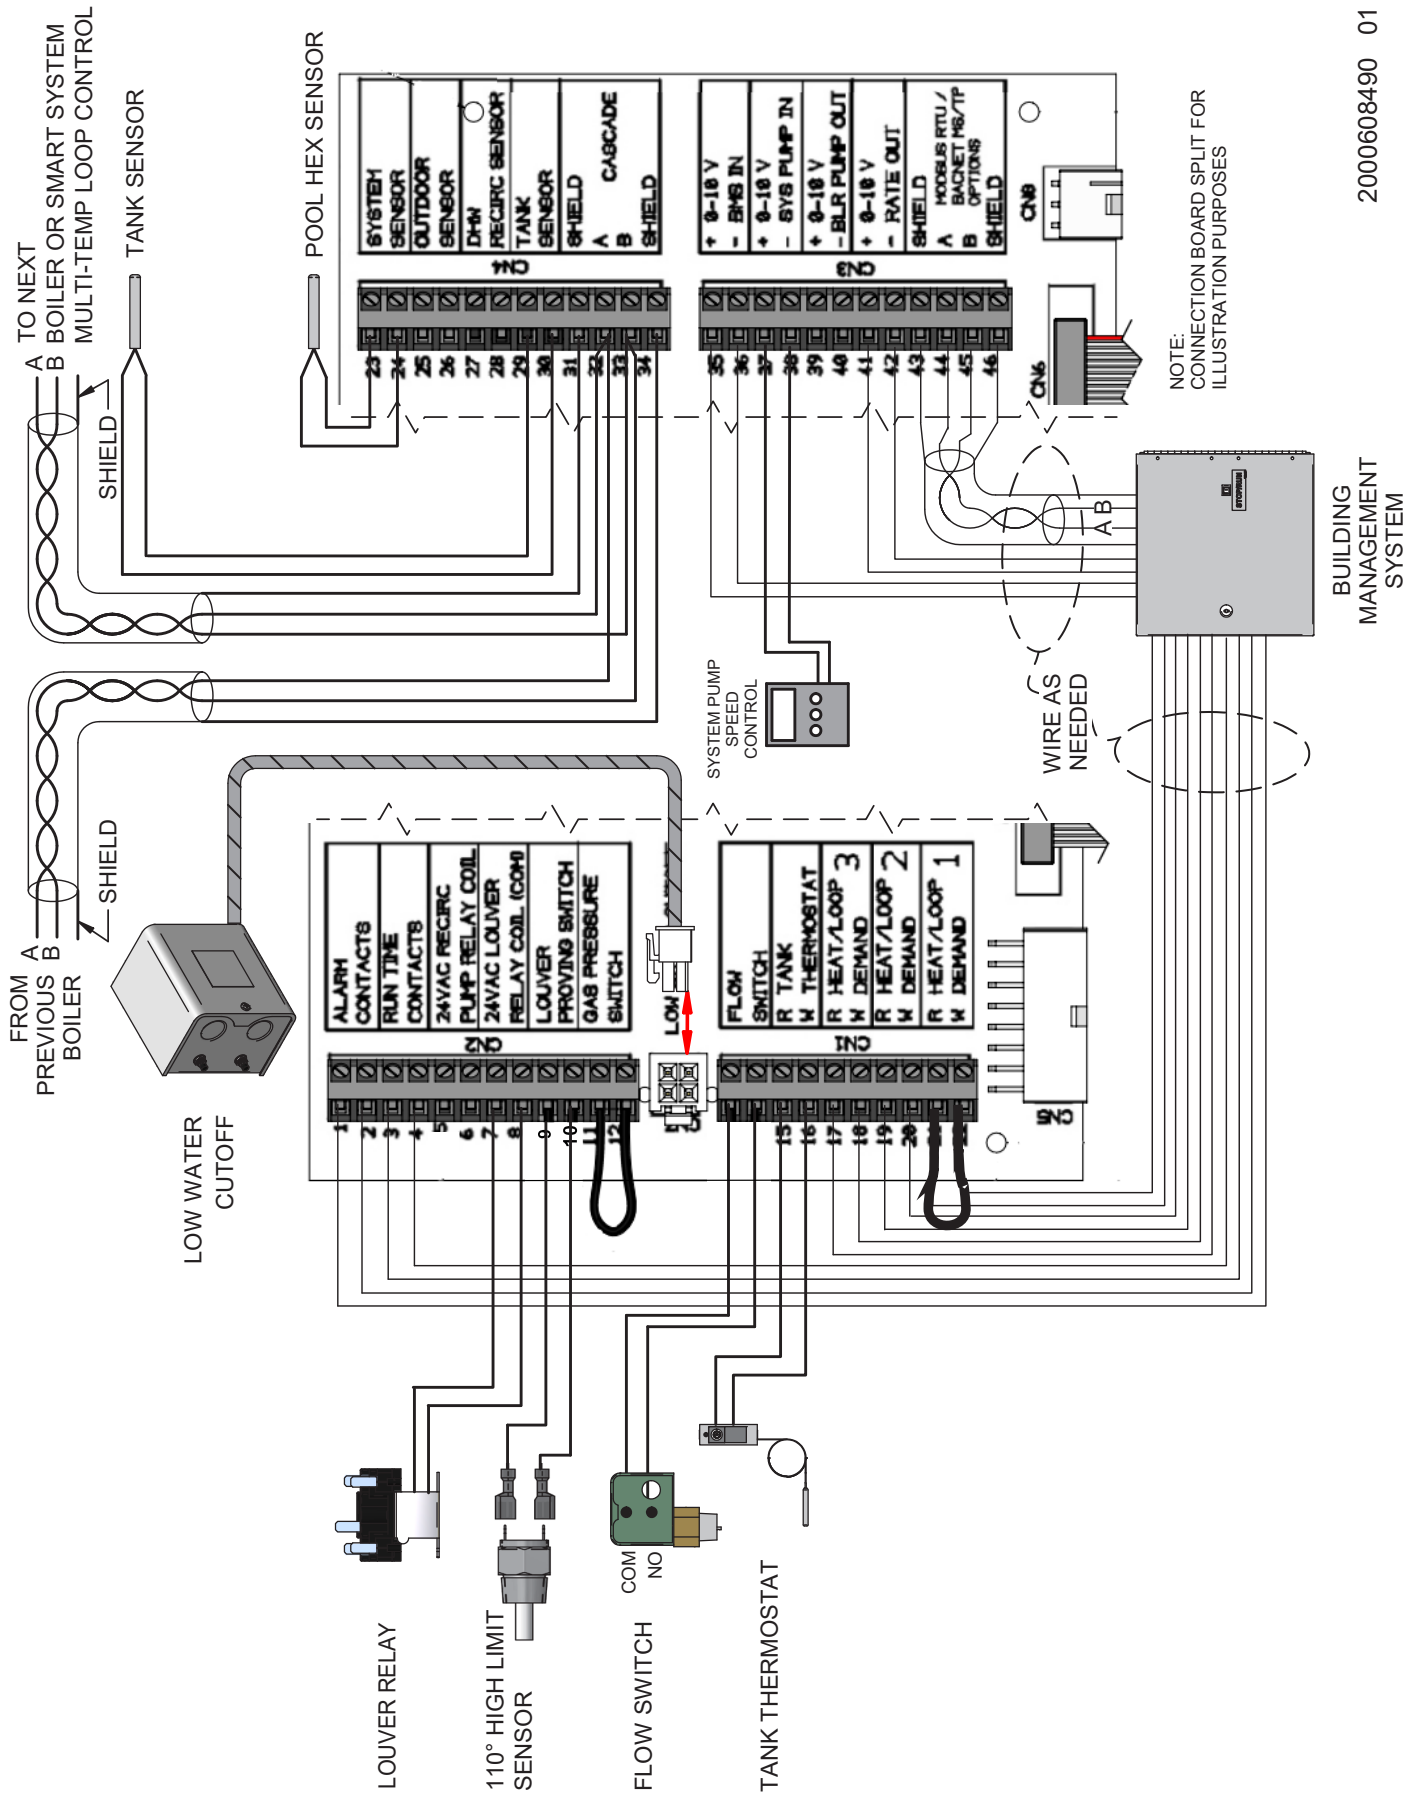 FROM
PREVIOUS
BOILER
A
B
SHIELD
A
B
TO NEXT
BOILER OR SMART SYSTEM
MULTI-TEMP LOOP CONTROL
SHIELD
TANK SENSOR
POOL HEX SENSOR
LOW WATER
CUTOFF
LOUVER RELAY
110° HIGH LIMIT
SENSOR
FLOW SWITCH
COM
NO
TANK THERMOSTAT
ALARM
CONTACTS
RUN TIME
CONTACTS
24VAC RECIRC
PUMP RELAY COIL
24VAC LOUVER
RELAY COIL (COM)
LOUVER
PROVING SWITCH
GAS PRESSURE
SWITCH
CN2
1
2
3
4
5
6
7
8
9
10
11
12
LOW
FLOW
SWITCH
R TANK
W THERMOSTAT
R HEAT/LOOP 3
W DEMAND
R HEAT/LOOP 2
W DEMAND
R HEAT/LOOP 1
W DEMAND
CN1
15
16
17
18
19
20
SYSTEM
SENSOR
OUTDOOR
SENSOR
DHW
RECIRC SENSOR
TANK
SENSOR
SHIELD
A
CASCADE
B
SHIELD
CN4
23
24
25
26
27
28
29
30
31
32
33
34
+ 0-10 V
- BMS IN
+ 0-10 V
- SYS PUMP IN
+ 0-10 V
- BLR PUMP OUT
+ 0-10 V
- RATE OUT
SHIELD
A MODBUS RTU /
BACNET MS/TP
B OPTIONS
SHIELD
CN3
35
36
37
38
39
40
41
42
43
44
45
46
CN6
CN8
SYSTEM PUMP
SPEED
CONTROL
WIRE AS
NEEDED
A
B
BUILDING
MANAGEMENT
SYSTEM
NOTE:
CONNECTION BOARD SPLIT FOR
ILLUSTRATION PURPOSES
2000608490 01